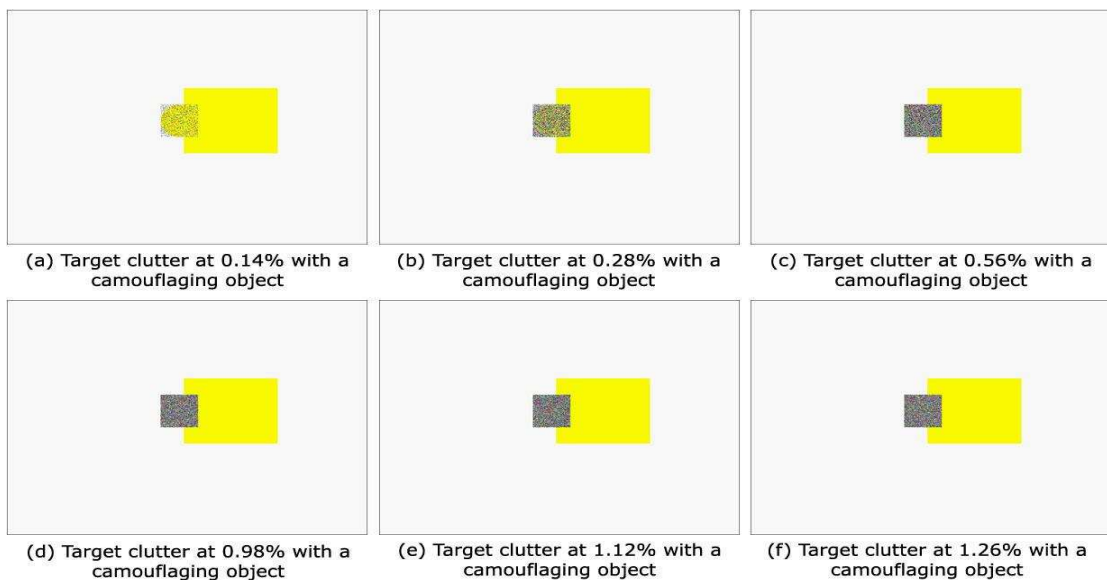 (a) Target clutter at 0.14% with a
camouflaging object
(b) Target clutter at 0.28% with a
camouflaging object
(c) Target clutter at 0.56% with a
camouflaging object
(d) Target clutter at 0.98% with a
camouflaging object
(e) Target clutter at 1.12% with a
camouflaging object
(f) Target clutter at 1.26% with a
camouflaging object